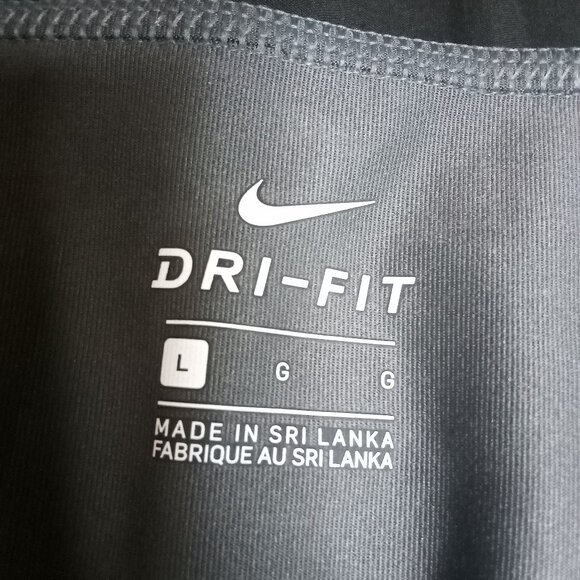 DRI-FIT
L G G
MADE IN SRI LANKA
FABRIQUE AU SRI LANKA